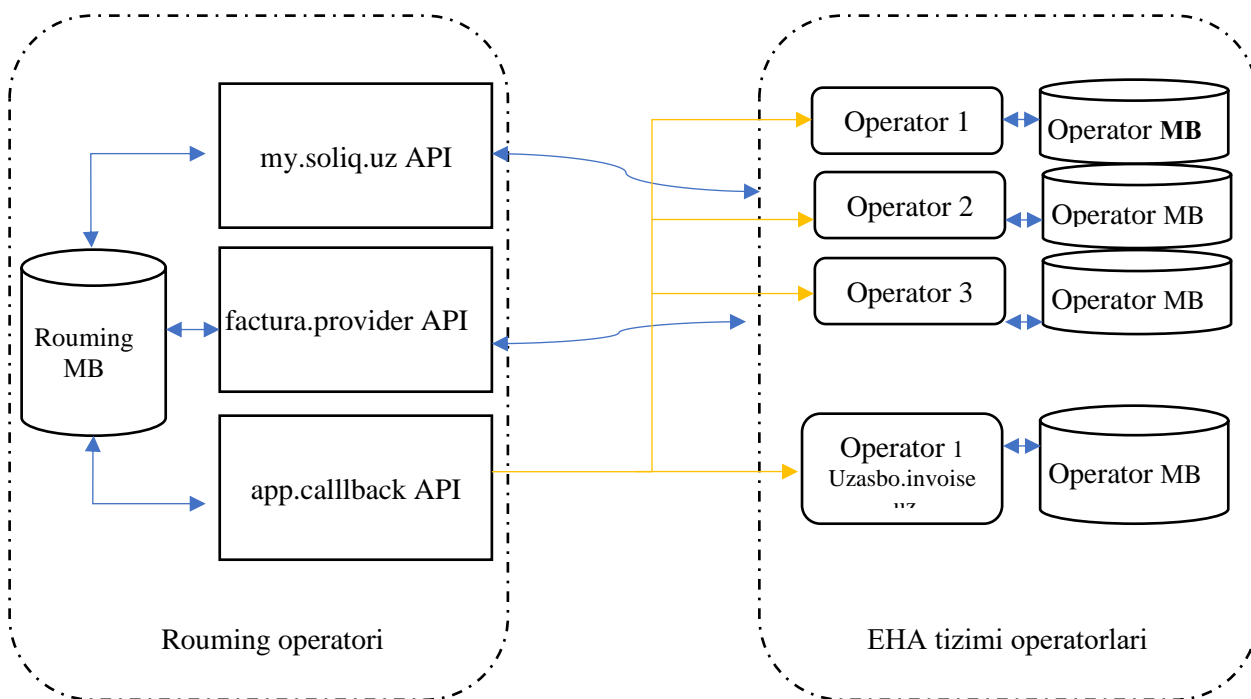 my.soliq.uz API
factura.provider API
app.calllback API
Rouming
MB
Rouming operatori
Operator 1
Operator MB
Operator 2
Operator MB
Operator 3
Operator MB
Operator 1
Uzasbo.invoise
uz
Operator MB
EHA tizimi operatorlari